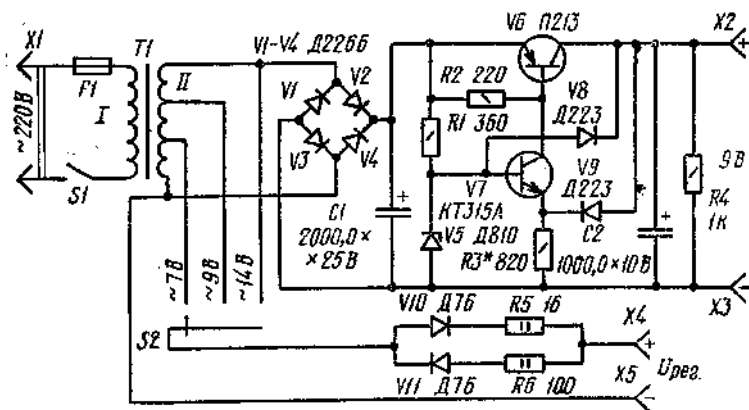 V6 П213
X2
+
X1
T1
V1-V4 Д226Б
F1
I
II
~220В
S1
V1
V2
V3
V4
R2 220
R1 360
V8
Д223
V9
Д223
V7
КТ315А
V5 Д810
R3* 820
C1
2000,0×
×25В
+
C2
1000,0×10В
+
9В
R4
1к
X3
-
~7В
~9В
~14В
S2
V10 Д7Б
R5 16
V11 Д7Б
R6 100
X4
+
X5
-
Uрег.